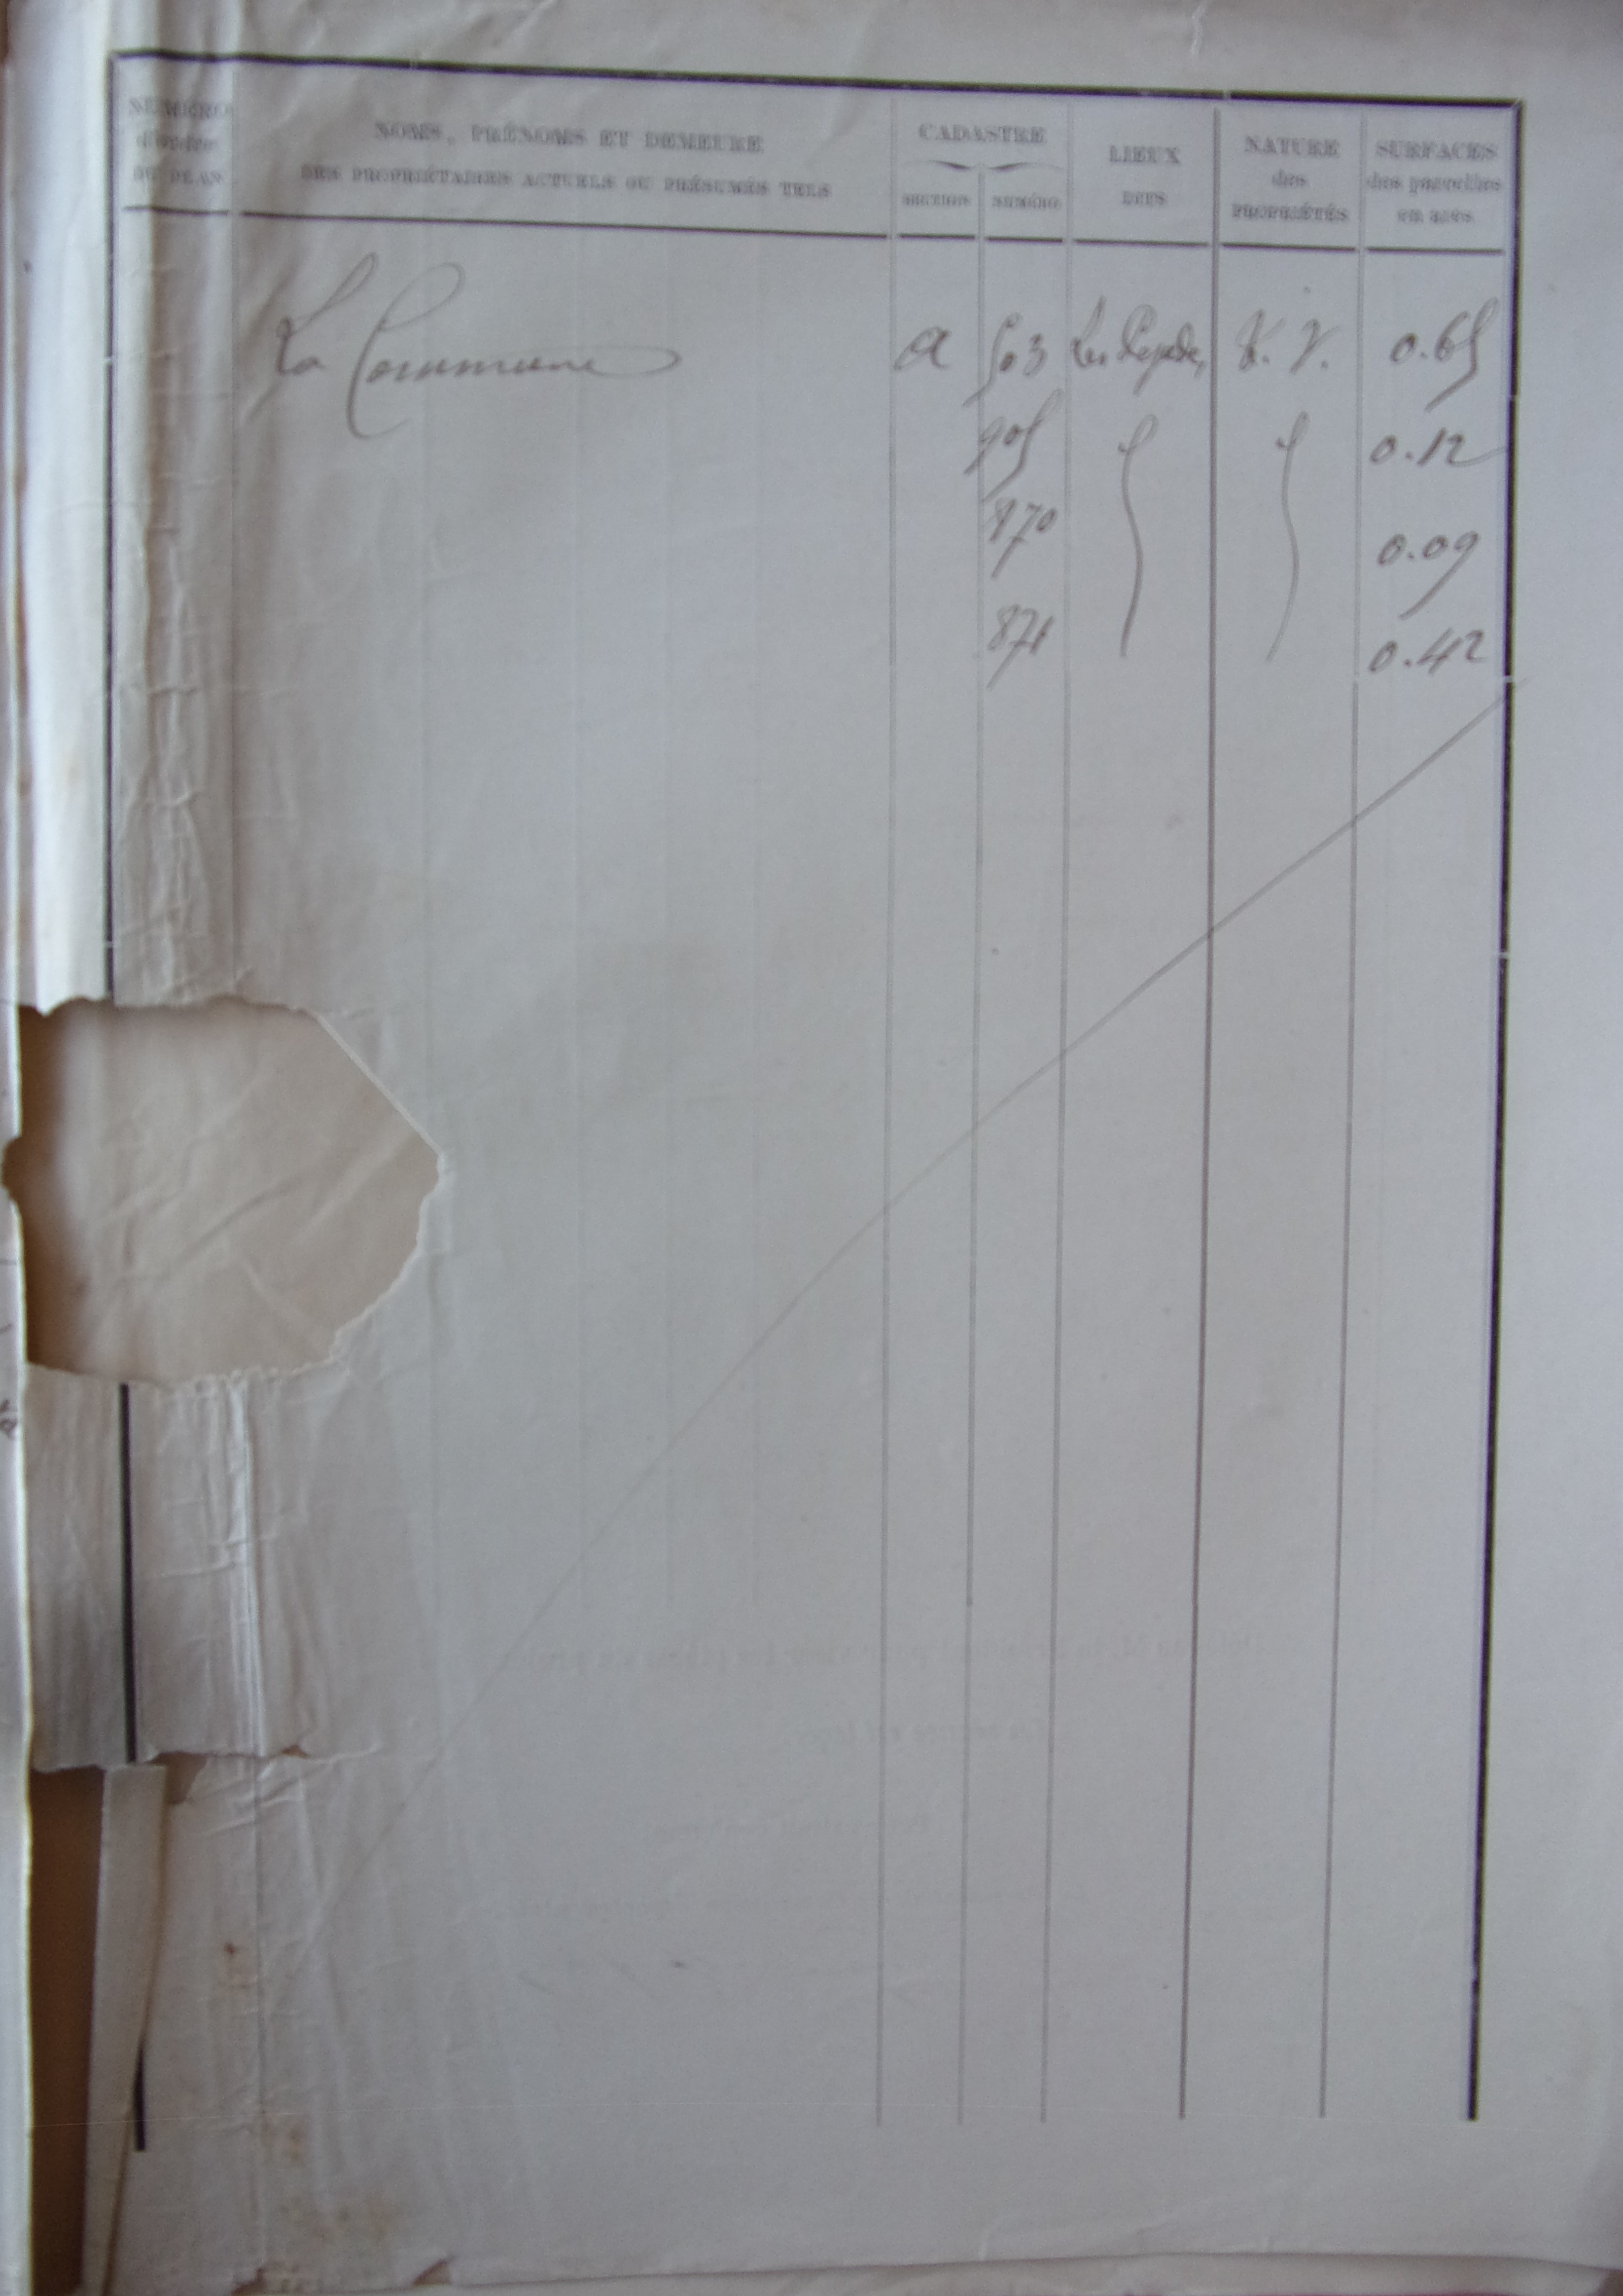 NUMÉRO
d'ordre
DU PLAN
NOMS, PRÉNOMS ET DEMEURE
DES PROPRIÉTAIRES ACTUELS OU PRÉSUMÉS TELS
CADASTRE
SECTION
NUMÉRO
LIEUX
DITS
NATURE
des
PROPRIÉTÉS
SURFACES
des parcelles
en ares
La Commune a 503 Les V. V. 0.65
905 0.12
870 0.09
871 0.42